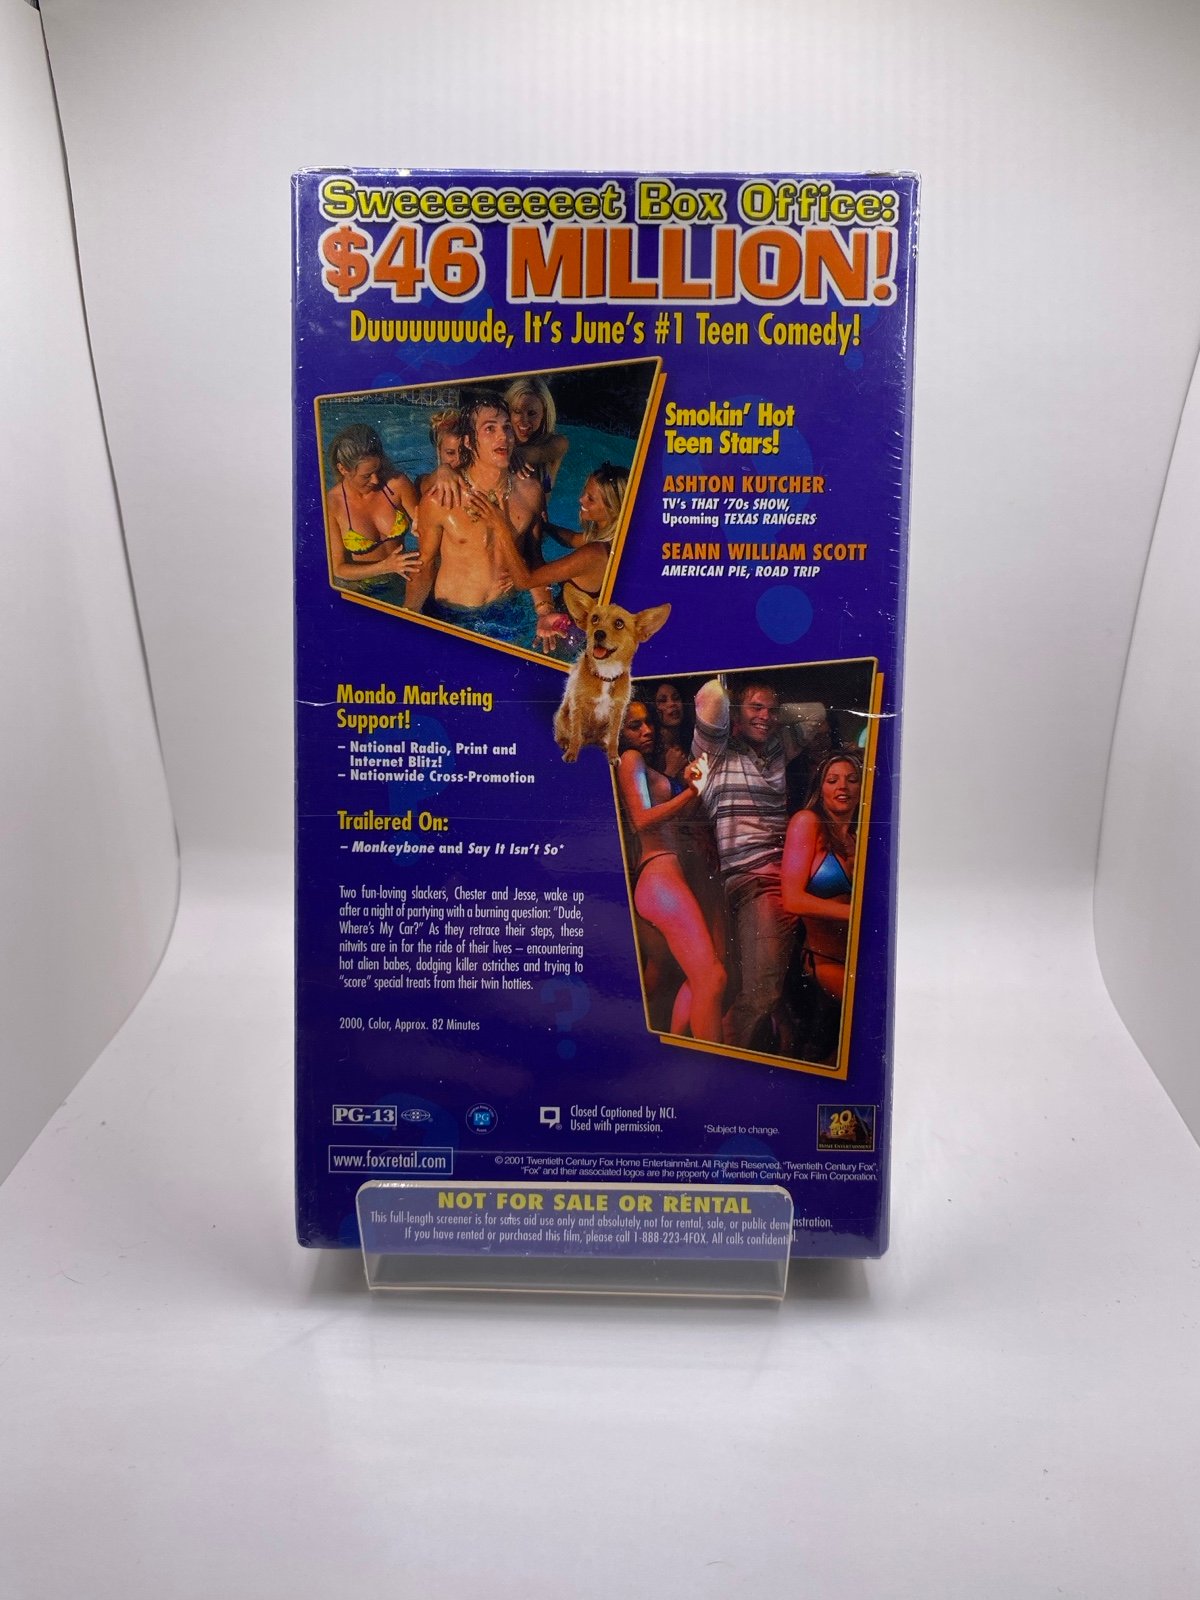 Sweeeeeeeet Box Office:
$46 MILLION!
Duuuuuuuude, It's June's #1 Teen Comedy!
Smokin' Hot
Teen Stars!
ASHTON KUTCHER
TV's THAT '70s SHOW,
Upcoming TEXAS RANGERS
SEANN WILLIAM SCOTT
AMERICAN PIE, ROAD TRIP
Mondo Marketing
Support!
– National Radio, Print and
Internet Blitz!
– Nationwide Cross-Promotion
Trailered On:
– Monkeybone and Say It Isn't So*
Two fun-loving slackers, Chester and Jesse, wake up
after a night of partying with a burning question: "Dude,
Where's My Car?" As they retrace their steps, these
nitwits are in for the ride of their lives – encountering
hot alien babes, dodging killer ostriches and trying to
"score" special treats from their twin hotties.
2000, Color, Approx. 82 Minutes
PG-13
PG
Closed Captioned by NCI.
Used with permission.
*Subject to change.
20th
FOX
HOME ENTERTAINMENT
www.foxretail.com
© 2001 Twentieth Century Fox Home Entertainment. All Rights Reserved. "Twentieth Century Fox",
"Fox" and their associated logos are the property of Twentieth Century Fox Film Corporation.
NOT FOR SALE OR RENTAL
This full-length screener is for sales aid use only and absolutely not for rental, sale, or public demonstration.
If you have rented or purchased this film, please call 1-888-223-4FOX. All calls confidential.